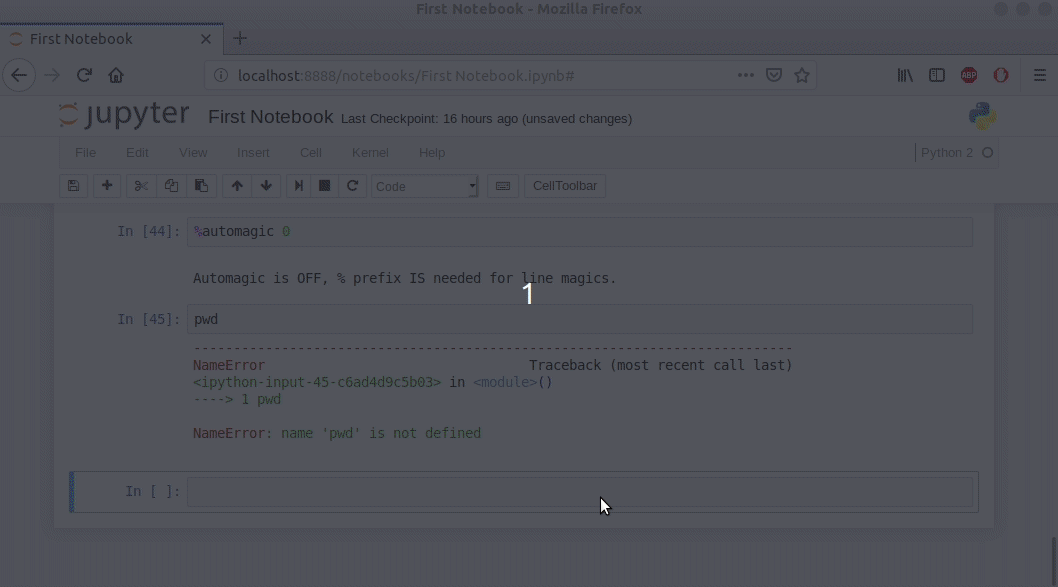 First Notebook - Mozilla Firefox
First Notebook
localhost:8888/notebooks/First Notebook.ipynb#
ABP
jupyter First Notebook Last Checkpoint: 16 hours ago (unsaved changes)
File Edit View Insert Cell Kernel Help Python 2
Code CellToolbar
In [44]: %automagic 0
Automagic is OFF, % prefix IS needed for line magics.
1
In [45]: pwd
---------------------------------------------------------------------------
NameError Traceback (most recent call last)
<ipython-input-45-c6ad4d9c5b03> in <module>()
----> 1 pwd
NameError: name 'pwd' is not defined
In [ ]: